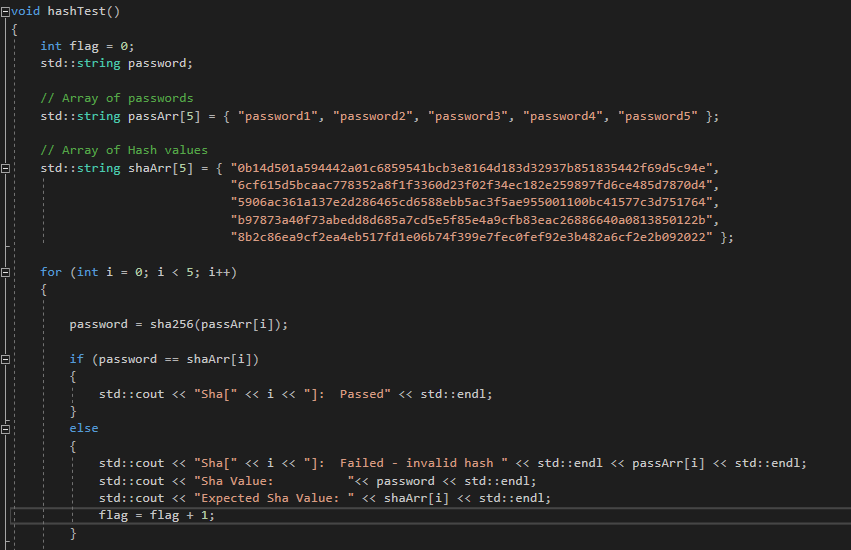 void hashTest()
{
    int flag = 0;
    std::string password;

    // Array of passwords
    std::string passArr[5] = { "password1", "password2", "password3", "password4", "password5" };

    // Array of Hash values
    std::string shaArr[5] = { "0b14d501a594442a01c6859541bcb3e8164d183d32937b851835442f69d5c94e",
                              "6cf615d5bcaac778352a8f1f3360d23f02f34ec182e259897fd6ce485d7870d4",
                              "5906ac361a137e2d286465cd6588ebb5ac3f5ae955001100bc41577c3d751764",
                              "b97873a40f73abedd8d685a7cd5e5f85e4a9cfb83eac26886640a0813850122b",
                              "8b2c86ea9cf2ea4eb517fd1e06b74f399e7fec0fef92e3b482a6cf2e2b092022" };

    for (int i = 0; i < 5; i++)
    {

        password = sha256(passArr[i]);

        if (password == shaArr[i])
        {
            std::cout << "Sha[" << i << "]:  Passed" << std::endl;
        }
        else
        {
            std::cout << "Sha[" << i << "]:  Failed - invalid hash " << std::endl << passArr[i] << std::endl;
            std::cout << "Sha Value:          "<< password << std::endl;
            std::cout << "Expected Sha Value: " << shaArr[i] << std::endl;
            flag = flag + 1;
        }